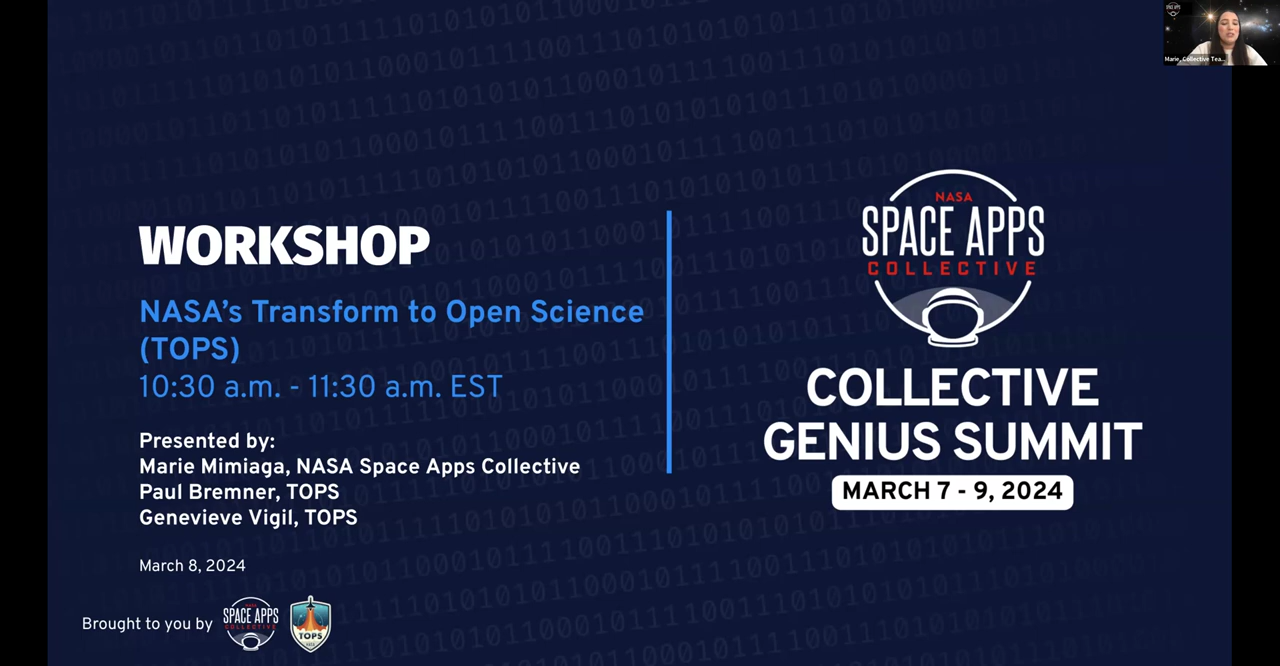 WORKSHOP
NASA’s Transform to Open Science
(TOPS)
10:30 a.m. - 11:30 a.m. EST
Presented by:
Marie Mimiaga, NASA Space Apps Collective
Paul Bremner, TOPS
Genevieve Vigil, TOPS
March 8, 2024
Brought to you by
SPACE APPS
COLLECTIVE
TOPS
NASA
SPACE APPS
COLLECTIVE
COLLECTIVE
GENIUS SUMMIT
MARCH 7 - 9, 2024
Marie, Collective Tea...